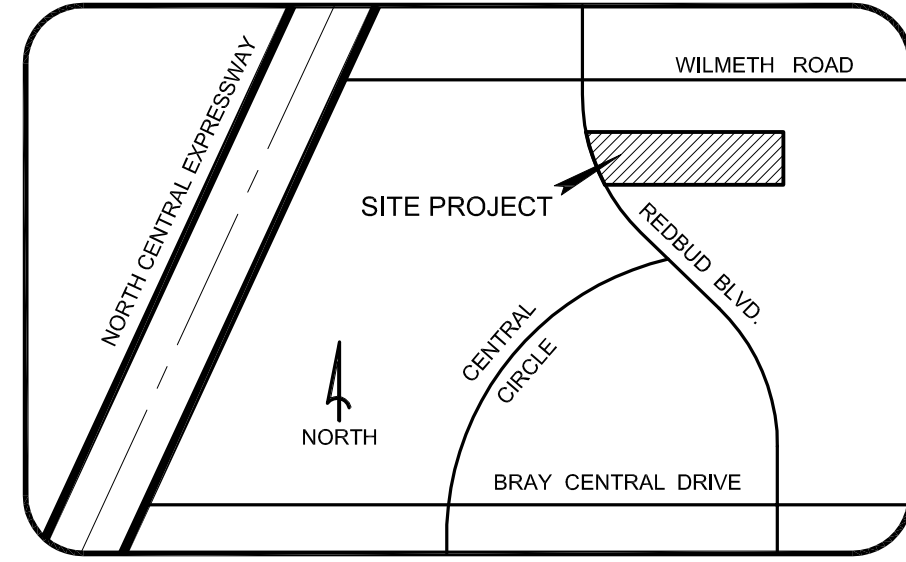 WILMETH ROAD
NORTH CENTRAL EXPRESSWAY
SITE PROJECT
REDBUD BLVD.
CENTRAL
CIRCLE
NORTH
BRAY CENTRAL DRIVE